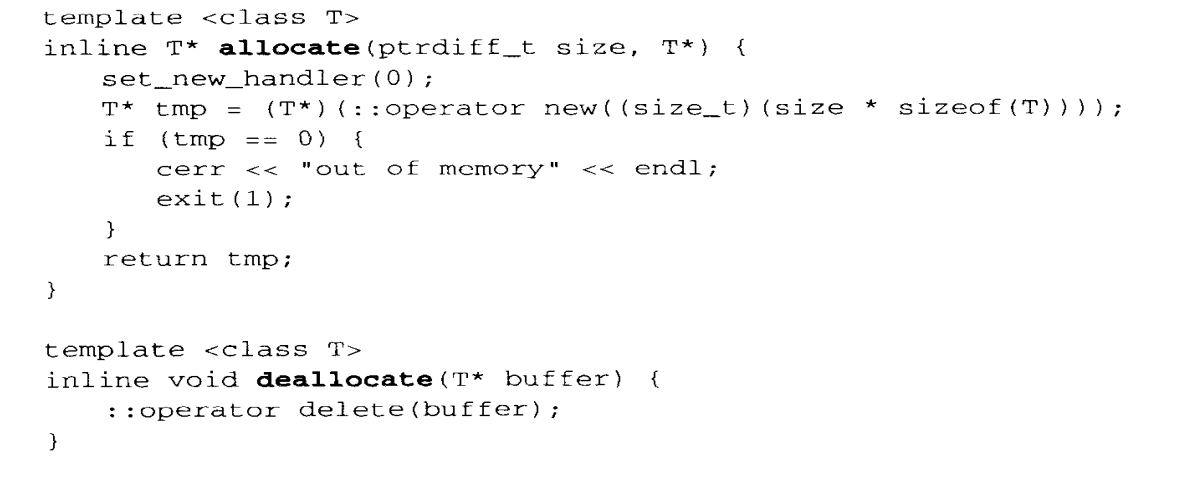 template <class T>
inline T* allocate(ptrdiff_t size, T*) {
    set_new_handler(0);
    T* tmp = (T*)(::operator new((size_t)(size * sizeof(T))));
    if (tmp == 0) {
        cerr << "out of memory" << endl;
        exit(1);
    }
    return tmp;
}

template <class T>
inline void deallocate(T* buffer) {
    ::operator delete(buffer);
}